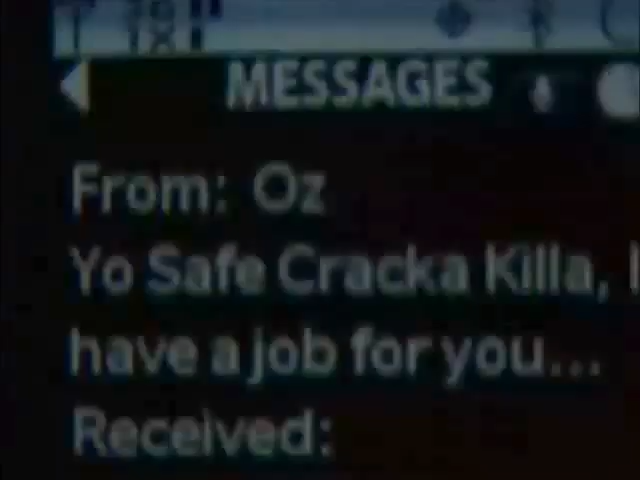 MESSAGES
From: Oz
Yo Safe Cracka Killa, I
have a job for you...
Received: